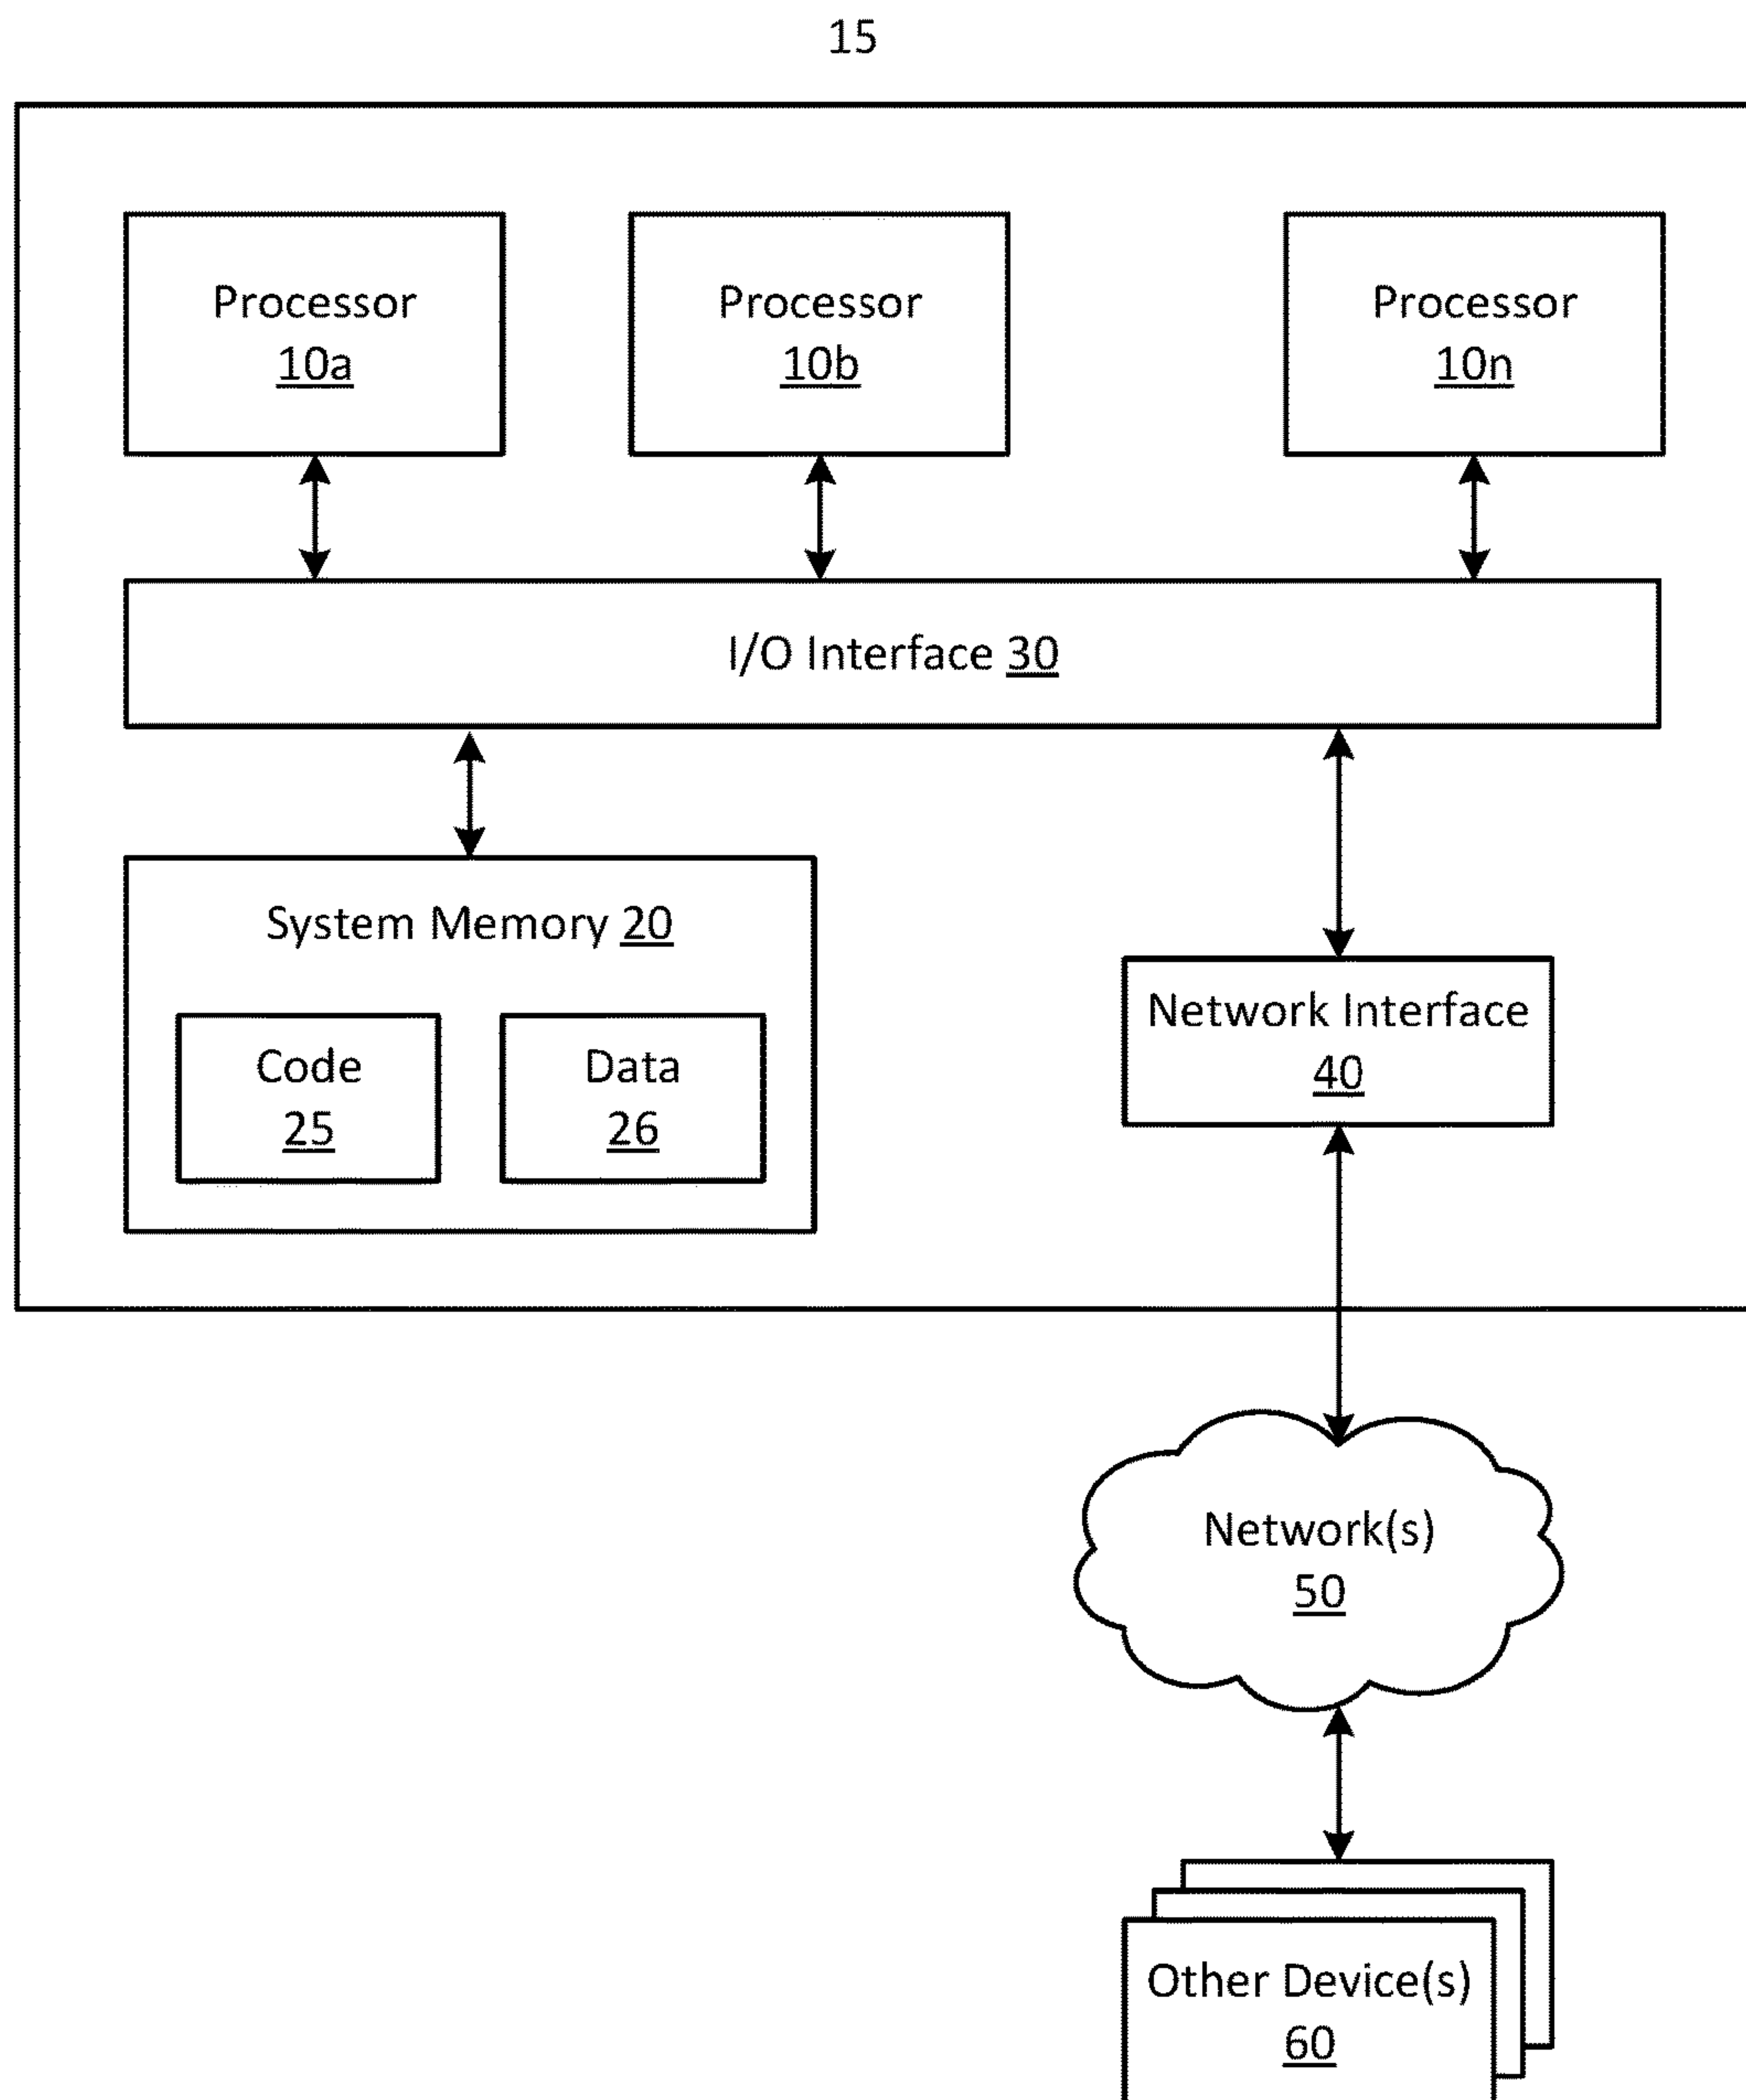 15
Processor
10a
Processor
10b
Processor
10n
I/O Interface 30
System Memory 20
Code
25
Data
26
Network Interface
40
Network(s)
50
Other Device(s)
60